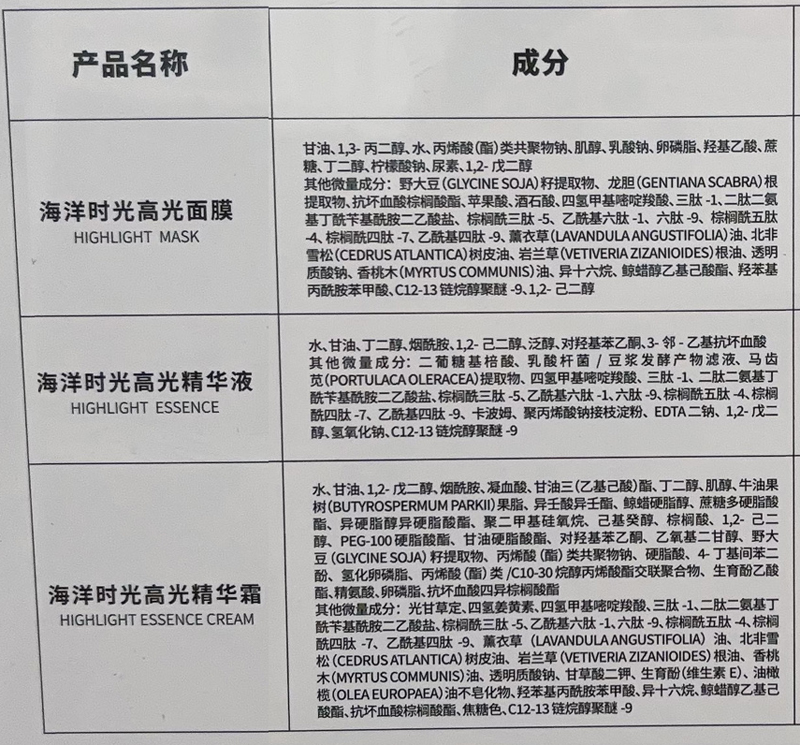 产品名称
成分
海洋时光高光面膜
HIGHLIGHT MASK
甘油、1,3- 丙二醇、水、丙烯酸(酯)类共聚物钠、肌醇、乳酸钠、卵磷脂、羟基乙酸、蔗
糖、丁二醇、柠檬酸钠、尿素、1,2- 戊二醇
其他微量成分：野大豆(GLYCINE SOJA)籽提取物、龙胆(GENTIANA SCABRA)根
提取物、抗坏血酸棕榈酸酯、苹果酸、酒石酸、四氢甲基嘧啶羧酸、三肽 -1、二肽二氨
基丁酰苄基酰胺二乙酸盐、棕榈酰三肽 -5、乙酰基六肽 -1、六肽 -9、棕榈酰五肽
-4、棕榈酰四肽 -7、乙酰基四肽 -9、薰衣草(LAVANDULA ANGUSTIFOLIA)油、北非
雪松(CEDRUS ATLANTICA)树皮油、岩兰草(VETIVERIA ZIZANIOIDES)根油、透明
质酸钠、香桃木(MYRTUS COMMUNIS)油、异十六烷、鲸蜡醇乙基己酸酯、羟苯基
丙酰胺苯甲酸、C12-13 链烷醇聚醚 -9、1,2- 己二醇
海洋时光高光精华液
HIGHLIGHT ESSENCE
水、甘油、丁二醇、烟酰胺、1,2- 己二醇、泛醇、对羟基苯乙酮、3- 邻 - 乙基抗坏血酸
其他微量成分：二葡糖基棓酸、乳酸杆菌 / 豆浆发酵产物滤液、马齿
苋(PORTULACA OLERACEA)提取物、四氢甲基嘧啶羧酸、三肽 -1、二肽二氨基丁
酰苄基酰胺二乙酸盐、棕榈酰三肽 -5、乙酰基六肽 -1、六肽 -9、棕榈酰五肽 -4、棕榈
酰四肽 -7、乙酰基四肽 -9、卡波姆、聚丙烯酸钠接枝淀粉、EDTA 二钠、1,2- 戊二
醇、氢氧化钠、C12-13 链烷醇聚醚 -9
海洋时光高光精华霜
HIGHLIGHT ESSENCE CREAM
水、甘油、1,2- 戊二醇、烟酰胺、凝血酸、甘油三(乙基己酸)酯、丁二醇、肌醇、牛油果
树(BUTYROSPERMUM PARKII)果脂、异壬酸异壬酯、鲸蜡硬脂醇、蔗糖多硬脂酸
酯、异硬脂醇异硬脂酸酯、聚二甲基硅氧烷、己基癸醇、棕榈酸、1,2- 己二
醇、PEG-100 硬脂酸酯、甘油硬脂酸酯、对羟基苯乙酮、乙氧基二甘醇、野大
豆(GLYCINE SOJA)籽提取物、丙烯酸(酯)类共聚物钠、硬脂酸、4- 丁基间苯二
酚、氢化卵磷脂、丙烯酸(酯)类 /C10-30 烷醇丙烯酸酯交联聚合物、生育酚乙酸
酯、精氨酸、卵磷脂、抗坏血酸四异棕榈酸酯
其他微量成分：光甘草定、四氢姜黄素、四氢甲基嘧啶羧酸、三肽 -1、二肽二氨基丁
酰苄基酰胺二乙酸盐、棕榈酰三肽 -5、乙酰基六肽 -1、六肽 -9、棕榈酰五肽 -4、棕榈
酰四肽 -7、乙酰基四肽 -9、薰衣草(LAVANDULA ANGUSTIFOLIA)油、北非雪
松(CEDRUS ATLANTICA)树皮油、岩兰草(VETIVERIA ZIZANIOIDES)根油、香桃
木(MYRTUS COMMUNIS)油、透明质酸钠、甘草酸二钾、生育酚(维生素 E)、油橄
榄(OLEA EUROPAEA)油不皂化物、羟苯基丙酰胺苯甲酸、异十六烷、鲸蜡醇乙基己
酸酯、抗坏血酸棕榈酸酯、焦糖色、C12-13 链烷醇聚醚 -9